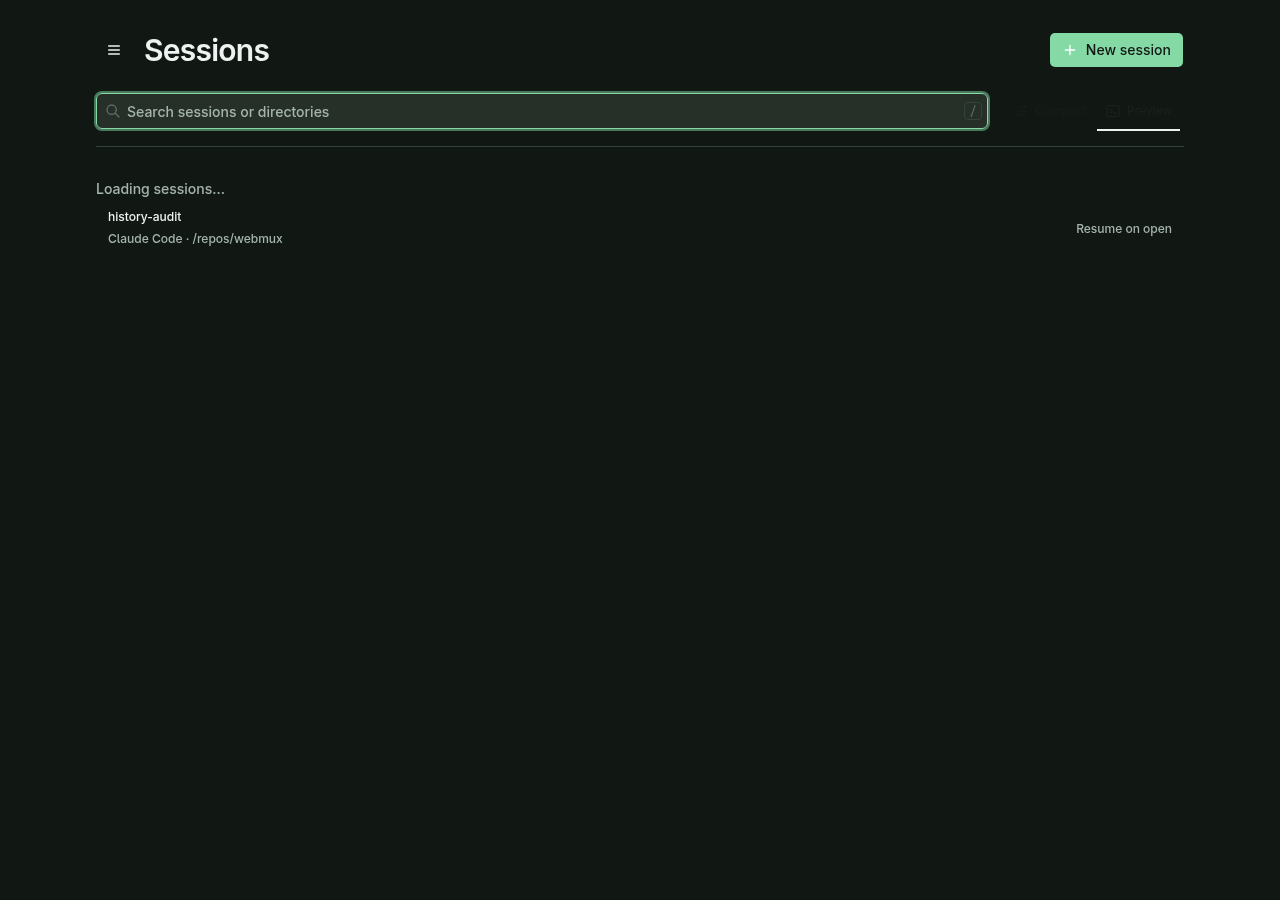 Sessions
New session
Search sessions or directories
/
Preview
Loading sessions...
history-audit
Claude Code · /repos/webmux
Resume on open